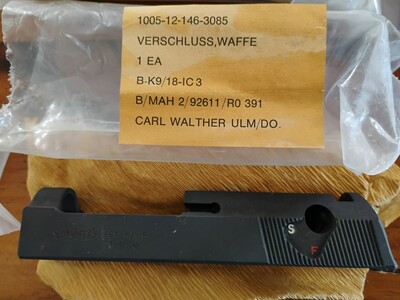 1005-12-146-3085
VERSCHLUSS,WAFFE
1 EA
B-K9/18-IC 3
B/MAH 2/92611/R0 391
CARL WALTHER ULM/DO.
S
F